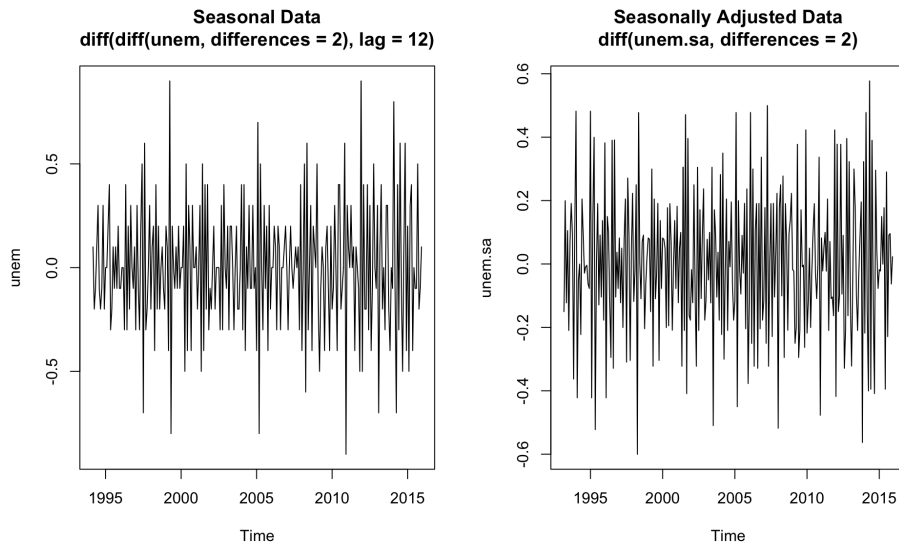 Seasonal Data
diff(diff(unem, differences = 2), lag = 12)
unem
0.5
0.0
-0.5
1995
2000
2005
2010
2015
Time
Seasonally Adjusted Data
diff(unem.sa, differences = 2)
unem.sa
0.6
0.4
0.2
0.0
-0.2
-0.4
-0.6
1995
2000
2005
2010
2015
Time